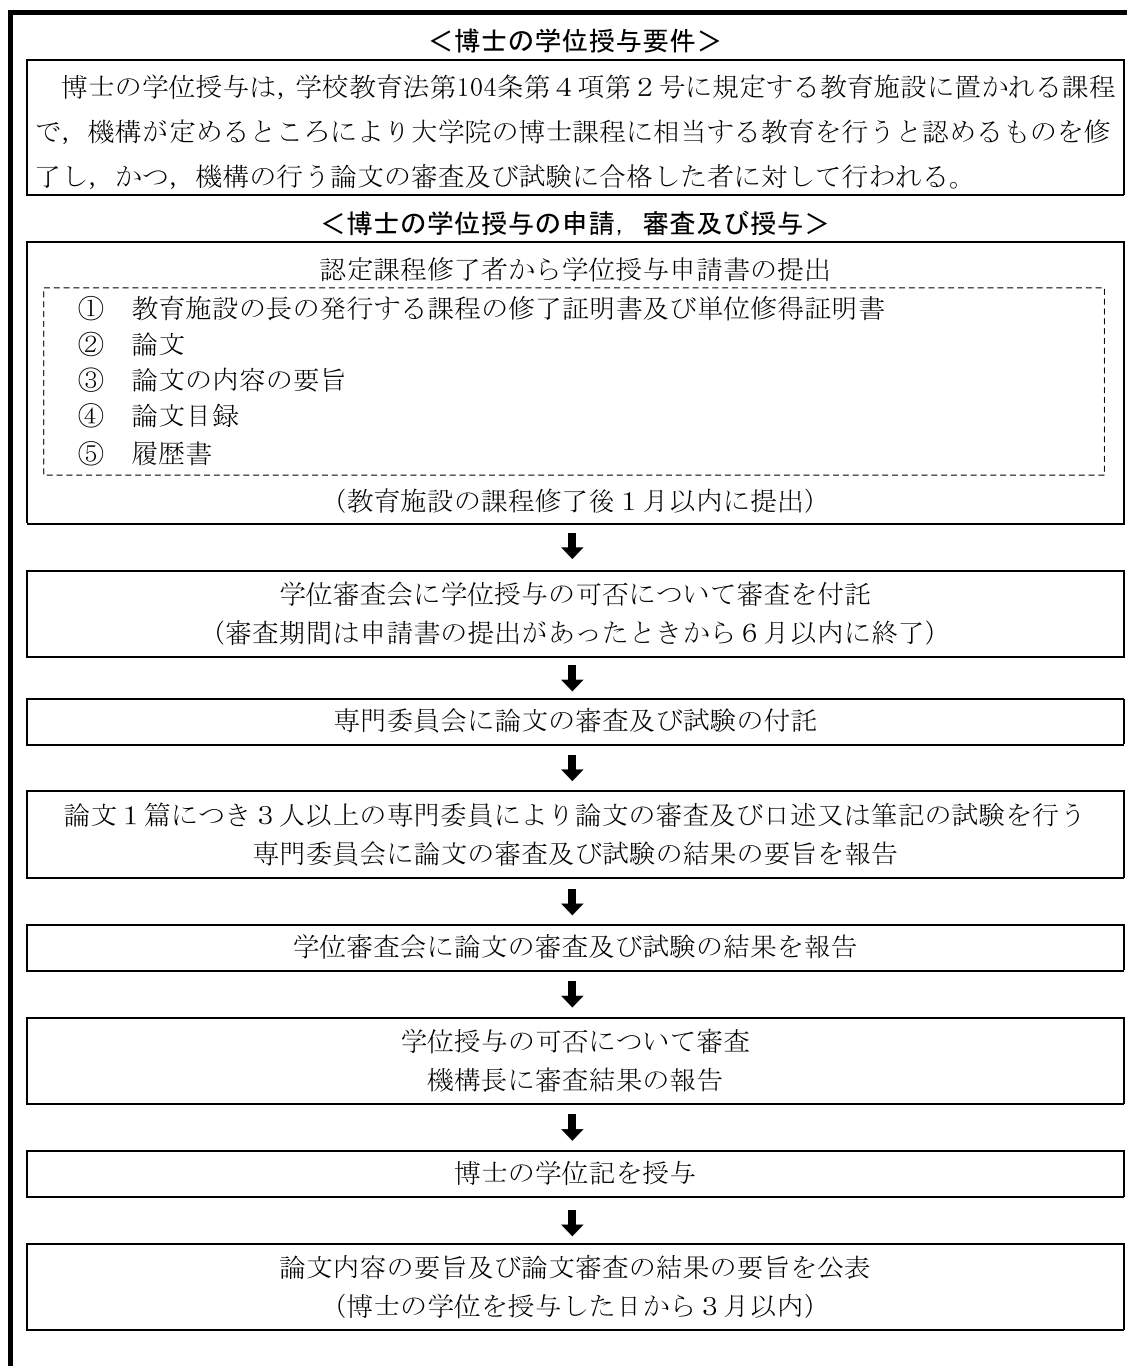 ＜博士の学位授与要件＞
博士の学位授与は，学校教育法第104条第４項第２号に規定する教育施設に置かれる課程
で，機構が定めるところにより大学院の博士課程に相当する教育を行うと認めるものを修
了し，かつ，機構の行う論文の審査及び試験に合格した者に対して行われる。
＜博士の学位授与の申請，審査及び授与＞
認定課程修了者から学位授与申請書の提出
①　教育施設の長の発行する課程の修了証明書及び単位修得証明書
②　論文
③　論文の内容の要旨
④　論文目録
⑤　履歴書
（教育施設の課程修了後１月以内に提出）
学位審査会に学位授与の可否について審査を付託
（審査期間は申請書の提出があったときから６月以内に終了）
専門委員会に論文の審査及び試験の付託
論文１篇につき３人以上の専門委員により論文の審査及び口述又は筆記の試験を行う
専門委員会に論文の審査及び試験の結果の要旨を報告
学位審査会に論文の審査及び試験の結果を報告
学位授与の可否について審査
機構長に審査結果の報告
博士の学位記を授与
論文内容の要旨及び論文審査の結果の要旨を公表
（博士の学位を授与した日から３月以内）